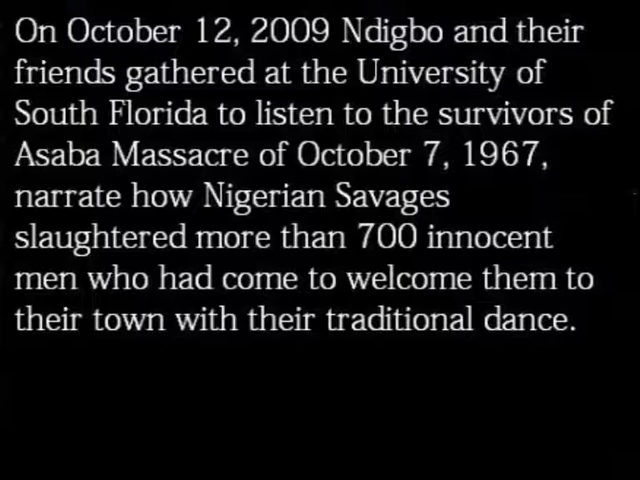 On October 12, 2009 Ndigbo and their
friends gathered at the University of
South Florida to listen to the survivors of
Asaba Massacre of October 7, 1967,
narrate how Nigerian Savages
slaughtered more than 700 innocent
men who had come to welcome them to
their town with their traditional dance.